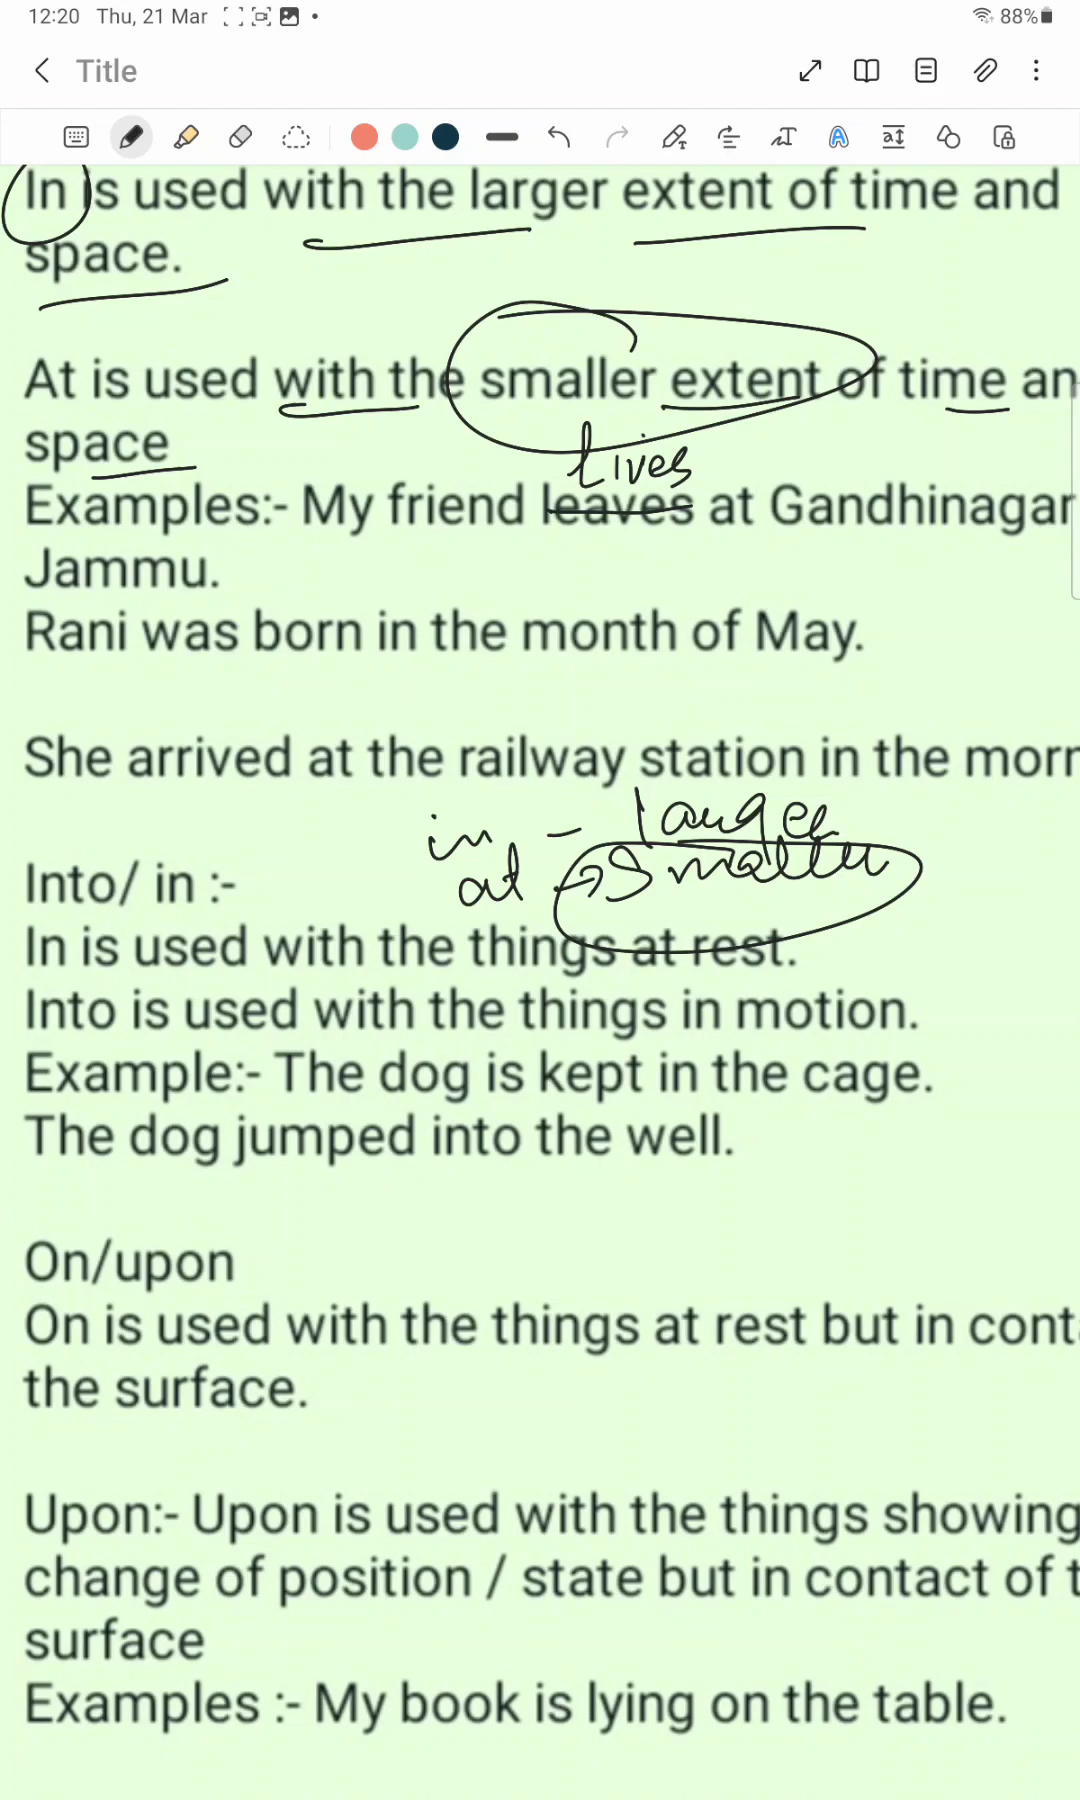 12:20 Thu, 21 Mar 88%
Title
In is used with the larger extent of time and
space.
At is used with the smaller extent of time an
space
lives
Examples:- My friend leaves at Gandhinagar
Jammu.
Rani was born in the month of May.
She arrived at the railway station in the morn
in - larger
at → Smaller
Into/ in :-
In is used with the things at rest.
Into is used with the things in motion.
Example:- The dog is kept in the cage.
The dog jumped into the well.
On/upon
On is used with the things at rest but in conta
the surface.
Upon:- Upon is used with the things showing
change of position / state but in contact of t
surface
Examples :- My book is lying on the table.